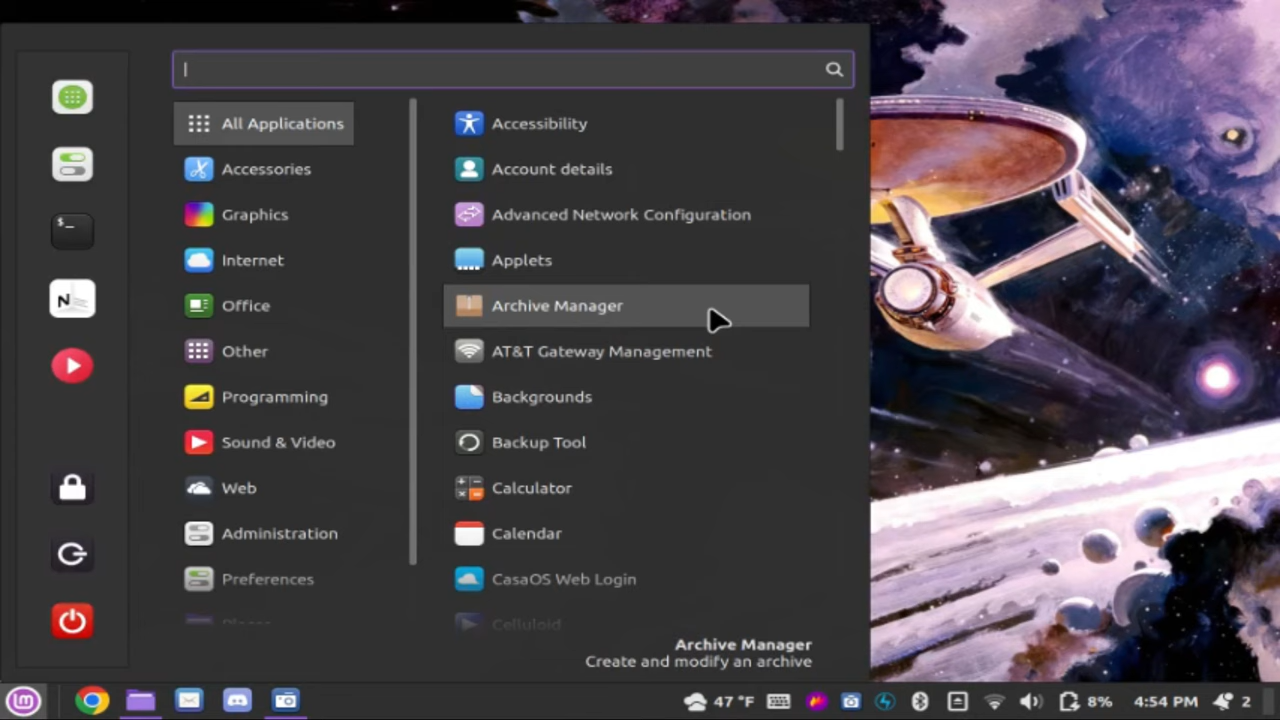 All Applications
Accessories
Graphics
Internet
Office
Other
Programming
Sound & Video
Web
Administration
Preferences
Places
Accessibility
Account details
Advanced Network Configuration
Applets
Archive Manager
AT&T Gateway Management
Backgrounds
Backup Tool
Calculator
Calendar
CasaOS Web Login
Celluloid
Archive Manager
Create and modify an archive
47 °F
8%
4:54 PM
2